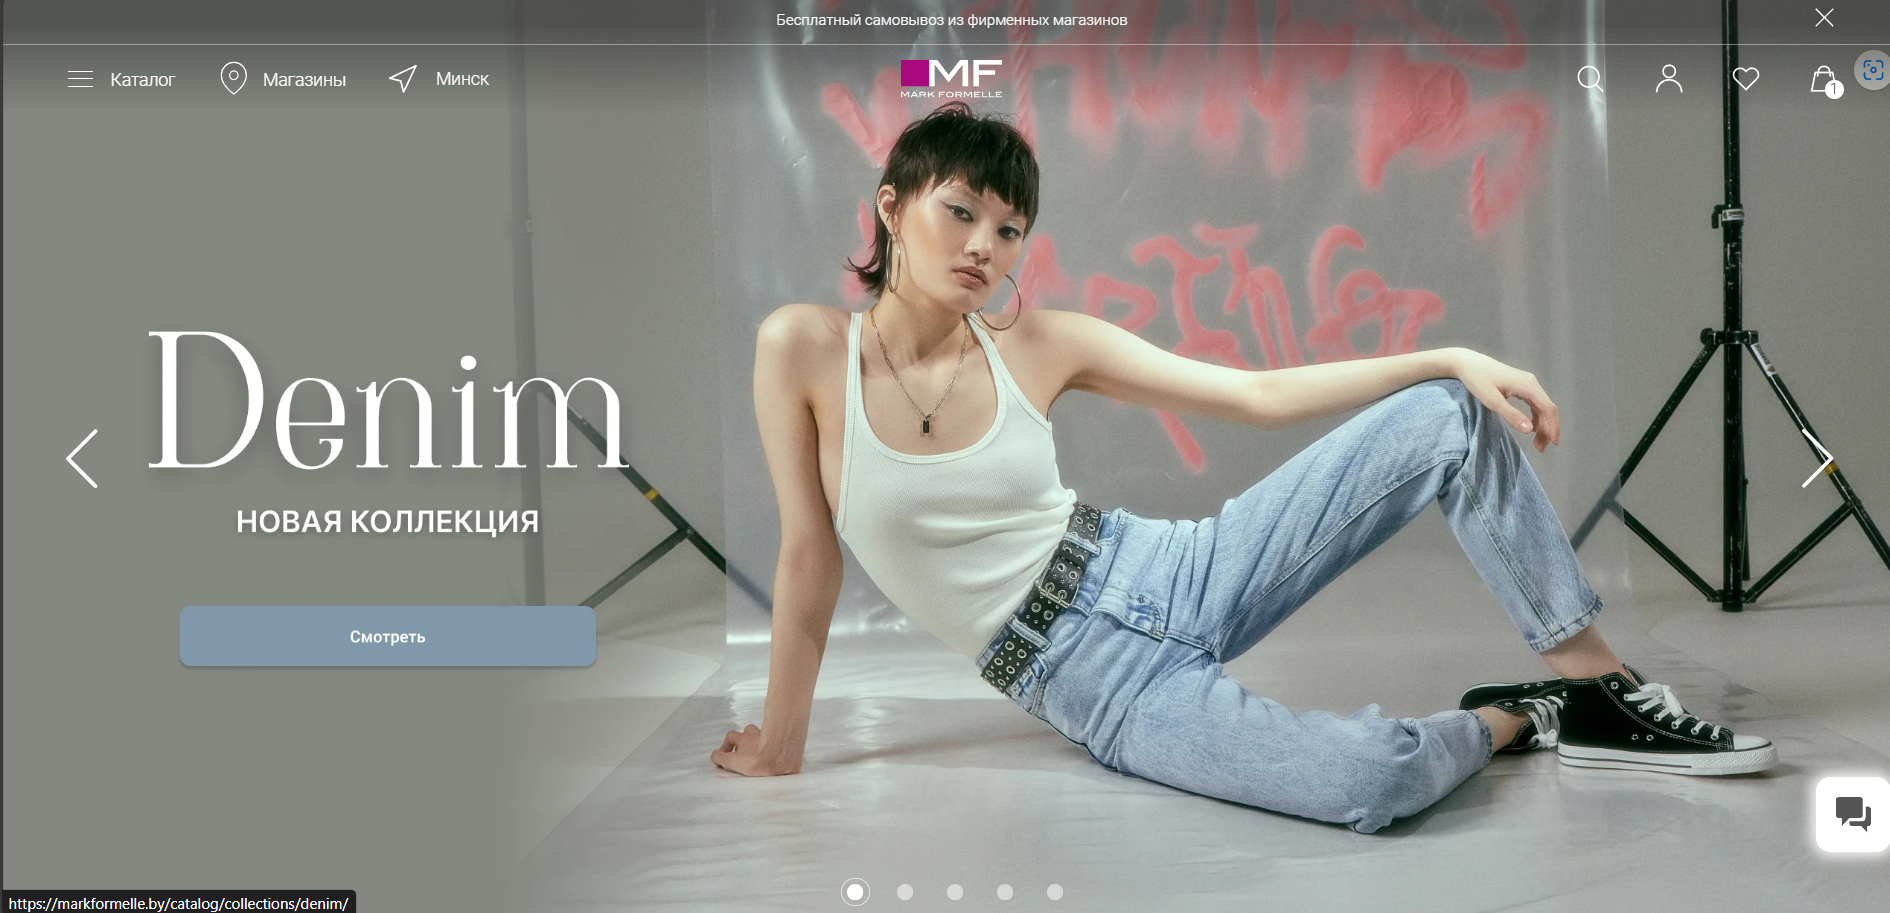 Бесплатный самовывоз из фирменных магазинов
Каталог
Магазины
Минск
MF
MARK FORMELLE
1
Denim
НОВАЯ КОЛЛЕКЦИЯ
Смотреть
https://markformelle.by/catalog/collections/denim/